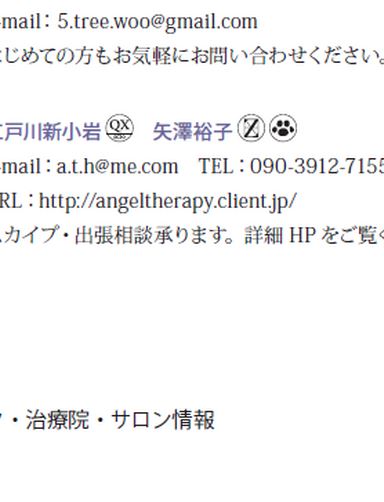 mail：5.tree.woo@gmail.com
はじめての方もお気軽にお問い合わせください。
江戸川新小岩 QX 矢澤裕子 Z
mail：a.t.h@me.com TEL：090-3912-7155
RL：http://angeltherapy.client.jp/
スカイプ・出張相談承ります。詳細 HP をご覧く
・治療院・サロン情報